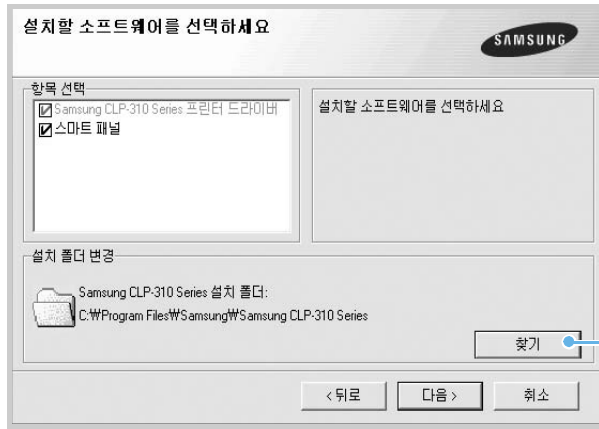 설치할 소프트웨어를 선택하세요
SAMSUNG
항목 선택
Samsung CLP-310 Series 프린터 드라이버
스마트 패널
설치할 소프트웨어를 선택하세요
설치 폴더 변경
Samsung CLP-310 Series 설치 폴더:
C:₩Program Files₩Samsung₩Samsung CLP-310 Series
찾기
< 뒤로
다음 >
취소